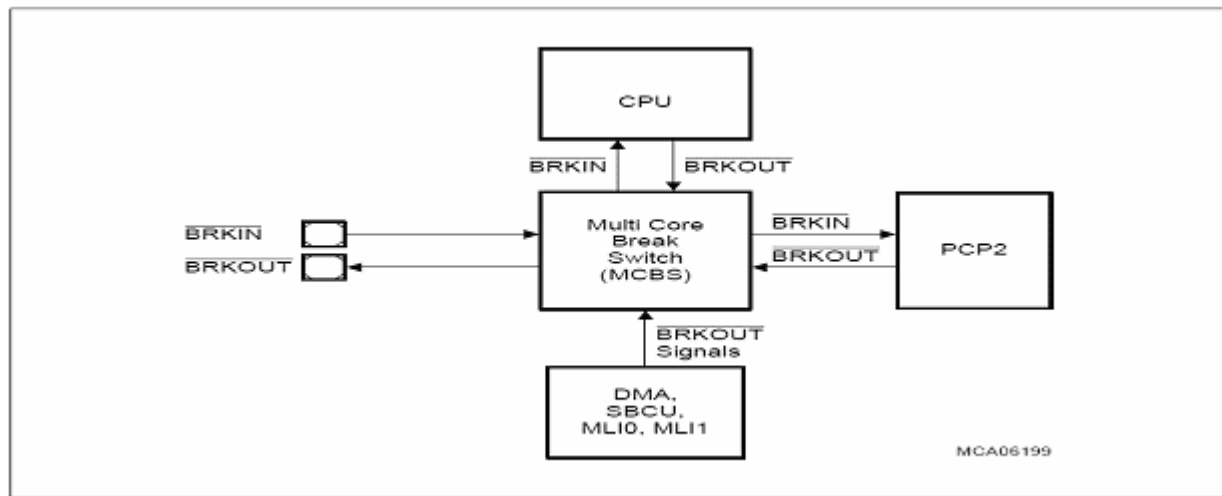 CPU
BRKIN
BRKOUT
BRKIN
BRKOUT
Multi Core
Break
Switch
(MCBS)
BRKIN
BRKOUT
PCP2
BRKOUT
Signals
DMA,
SBCU,
MLI0, MLI1
MCA06199